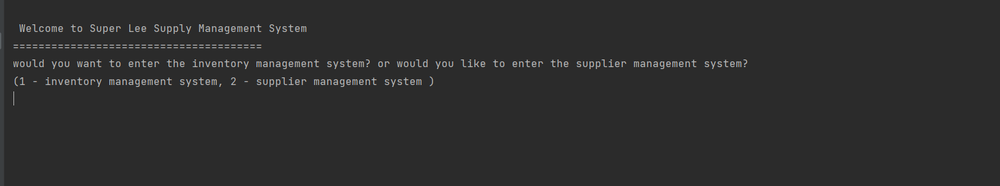 Welcome to Super Lee Supply Management System
=======================================
would you want to enter the inventory management system? or would you like to enter the supplier management system?
(1 - inventory management system, 2 - supplier management system )